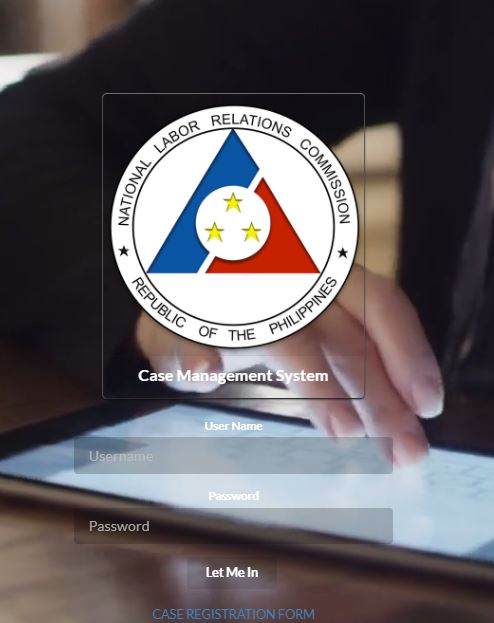 NATIONAL LABOR RELATIONS COMMISSION
REPUBLIC OF THE PHILIPPINES
Case Management System
User Name
Username
Password
Password
Let Me In
CASE REGISTRATION FORM